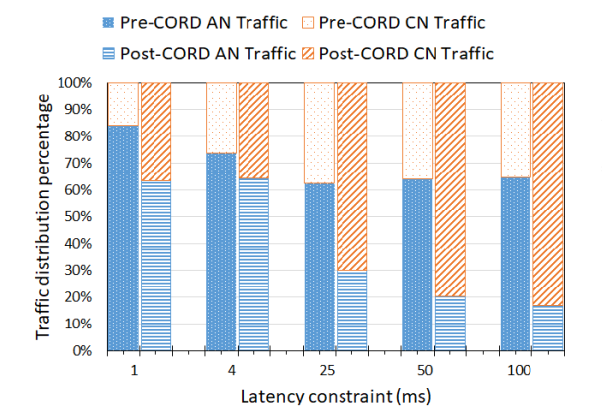 Pre-CORD AN Traffic Pre-CORD CN Traffic
Post-CORD AN Traffic Post-CORD CN Traffic
100%
90%
80%
70%
60%
50%
40%
30%
20%
10%
0%
Traffic distribution percentage
1 4 25 50 100
Latency constraint (ms)